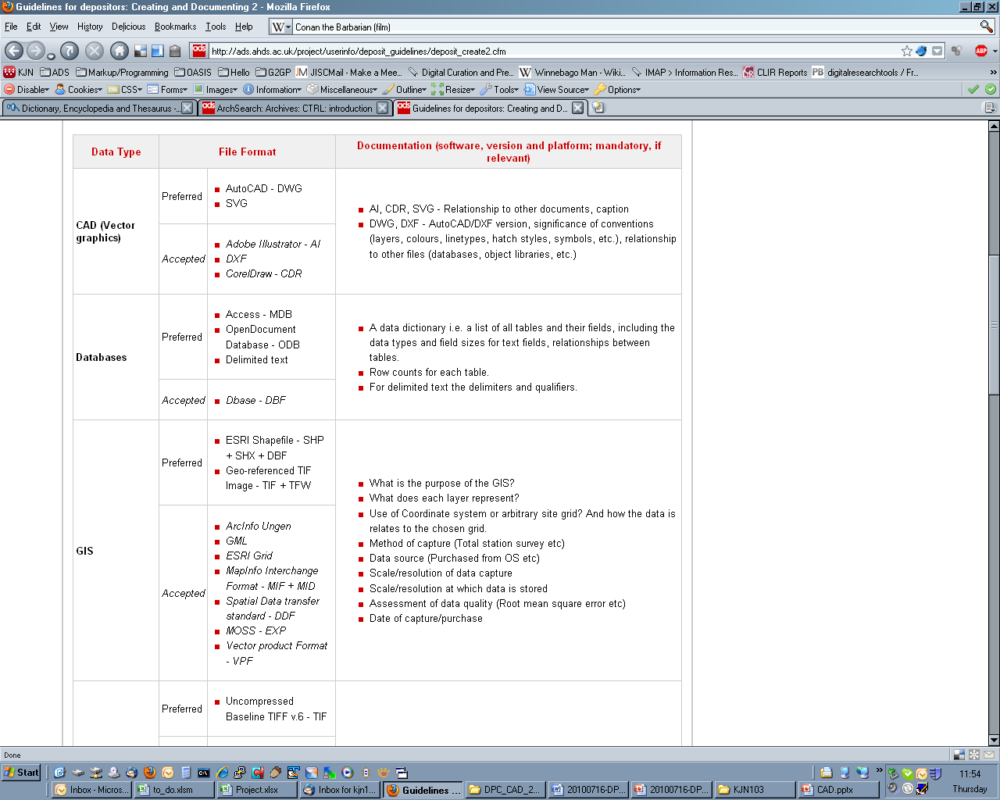 Guidelines for depositors: Creating and Documenting 2 - Mozilla Firefox
File Edit View History Delicious Bookmarks Tools Help
W Conan the Barbarian (film)
ads http://ads.ahds.ac.uk/project/userinfo/deposit_guidelines/deposit_create2.cfm ABP
KJN ADS Markup/Programming OASIS Hello G2GP JISCMail - Make a Mee... Digital Curation and Pre... Winnebago Man - Wiki... IMAP > Information Res... CLIR Reports PB digitalresearchtools / Fr... »
Disable Cookies CSS Forms Images Information Miscellaneous Outline Resize Tools View Source Options
Dictionary, Encyclopedia and Thesaurus -... ads ArchSearch: Archives: CTRL: introduction ads Guidelines for depositors: Creating and D...
Data Type File Format Documentation (software, version and platform; mandatory, if
relevant)
CAD (Vector
graphics)
Preferred
AutoCAD - DWG
SVG
Accepted
Adobe Illustrator - AI
DXF
CorelDraw - CDR
AI, CDR, SVG - Relationship to other documents, caption
DWG, DXF - AutoCAD/DXF version, significance of conventions
(layers, colours, linetypes, hatch styles, symbols, etc.), relationship
to other files (databases, object libraries, etc.)
Databases
Preferred
Access - MDB
OpenDocument
Database - ODB
Delimited text
Accepted
Dbase - DBF
A data dictionary i.e. a list of all tables and their fields, including the
data types and field sizes for text fields, relationships between
tables.
Row counts for each table.
For delimited text the delimiters and qualifiers.
GIS
Preferred
ESRI Shapefile - SHP
+ SHX + DBF
Geo-referenced TIF
Image - TIF + TFW
Accepted
ArcInfo Ungen
GML
ESRI Grid
MapInfo Interchange
Format - MIF + MID
Spatial Data transfer
standard - DDF
MOSS - EXP
Vector product Format
- VPF
What is the purpose of the GIS?
What does each layer represent?
Use of Coordinate system or arbitrary site grid? And how the data is
relates to the chosen grid.
Method of capture (Total station survey etc)
Data source (Purchased from OS etc)
Scale/resolution of data capture
Scale/resolution at which data is stored
Assessment of data quality (Root mean square error etc)
Date of capture/purchase
Preferred
Uncompressed
Baseline TIFF v.6 - TIF
Done
Start » 11:54
Inbox - Micros... to_do.xlsm Project.xlsx Inbox for kjn1... Guidelines ... DPC_CAD_2... 20100716-DP... 20100716-DP... KJN103 CAD.pptx Thursday